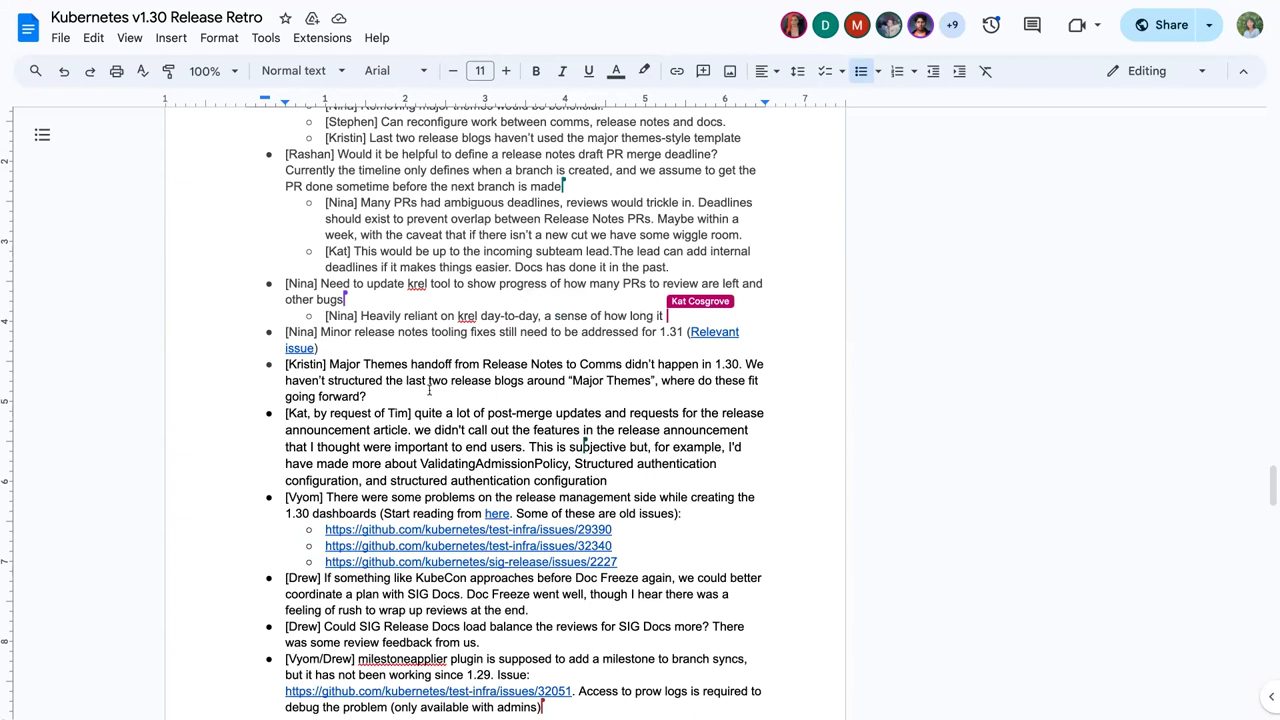 Kubernetes v1.30 Release Retro
File Edit View Insert Format Tools Extensions Help
D M +9 Share
100% Normal text Arial 11 Editing
1 1 2 3 4 5 6 7
[Nina] Removing major themes would be beneficial.
[Stephen] Can reconfigure work between comms, release notes and docs.
[Kristin] Last two release blogs haven't used the major themes-style template
[Rashan] Would it be helpful to define a release notes draft PR merge deadline?
Currently the timeline only defines when a branch is created, and we assume to get the
PR done sometime before the next branch is made
[Nina] Many PRs had ambiguous deadlines, reviews would trickle in. Deadlines
should exist to prevent overlap between Release Notes PRs. Maybe within a
week, with the caveat that if there isn't a new cut we have some wiggle room.
[Kat] This would be up to the incoming subteam lead.The lead can add internal
deadlines if it makes things easier. Docs has done it in the past.
[Nina] Need to update krel tool to show progress of how many PRs to review are left and
other bugs
Kat Cosgrove
[Nina] Heavily reliant on krel day-to-day, a sense of how long it
[Nina] Minor release notes tooling fixes still need to be addressed for 1.31 (Relevant
issue)
[Kristin] Major Themes handoff from Release Notes to Comms didn't happen in 1.30. We
haven't structured the last two release blogs around “Major Themes”, where do these fit
going forward?
[Kat, by request of Tim] quite a lot of post-merge updates and requests for the release
announcement article. we didn't call out the features in the release announcement
that I thought were important to end users. This is subjective but, for example, I'd
have made more about ValidatingAdmissionPolicy, Structured authentication
configuration, and structured authentication configuration
[Vyom] There were some problems on the release management side while creating the
1.30 dashboards (Start reading from here. Some of these are old issues):
https://github.com/kubernetes/test-infra/issues/29390
https://github.com/kubernetes/test-infra/issues/32340
https://github.com/kubernetes/sig-release/issues/2227
[Drew] If something like KubeCon approaches before Doc Freeze again, we could better
coordinate a plan with SIG Docs. Doc Freeze went well, though I hear there was a
feeling of rush to wrap up reviews at the end.
[Drew] Could SIG Release Docs load balance the reviews for SIG Docs more? There
was some review feedback from us.
[Vyom/Drew] milestoneapplier plugin is supposed to add a milestone to branch syncs,
but it has not been working since 1.29. Issue:
https://github.com/kubernetes/test-infra/issues/32051. Access to prow logs is required to
debug the problem (only available with admins)
2
3
4
5
6
7
8